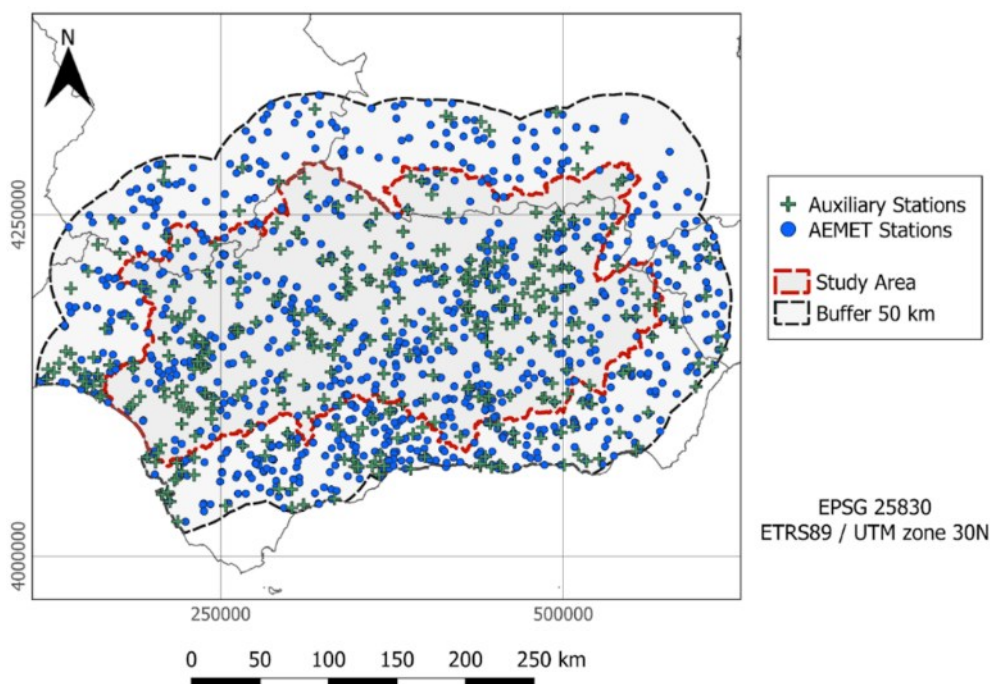 N
4250000
4000000
250000
500000
Auxiliary Stations
AEMET Stations
Study Area
Buffer 50 km
EPSG 25830
ETRS89 / UTM zone 30N
0 50 100 150 200 250 km